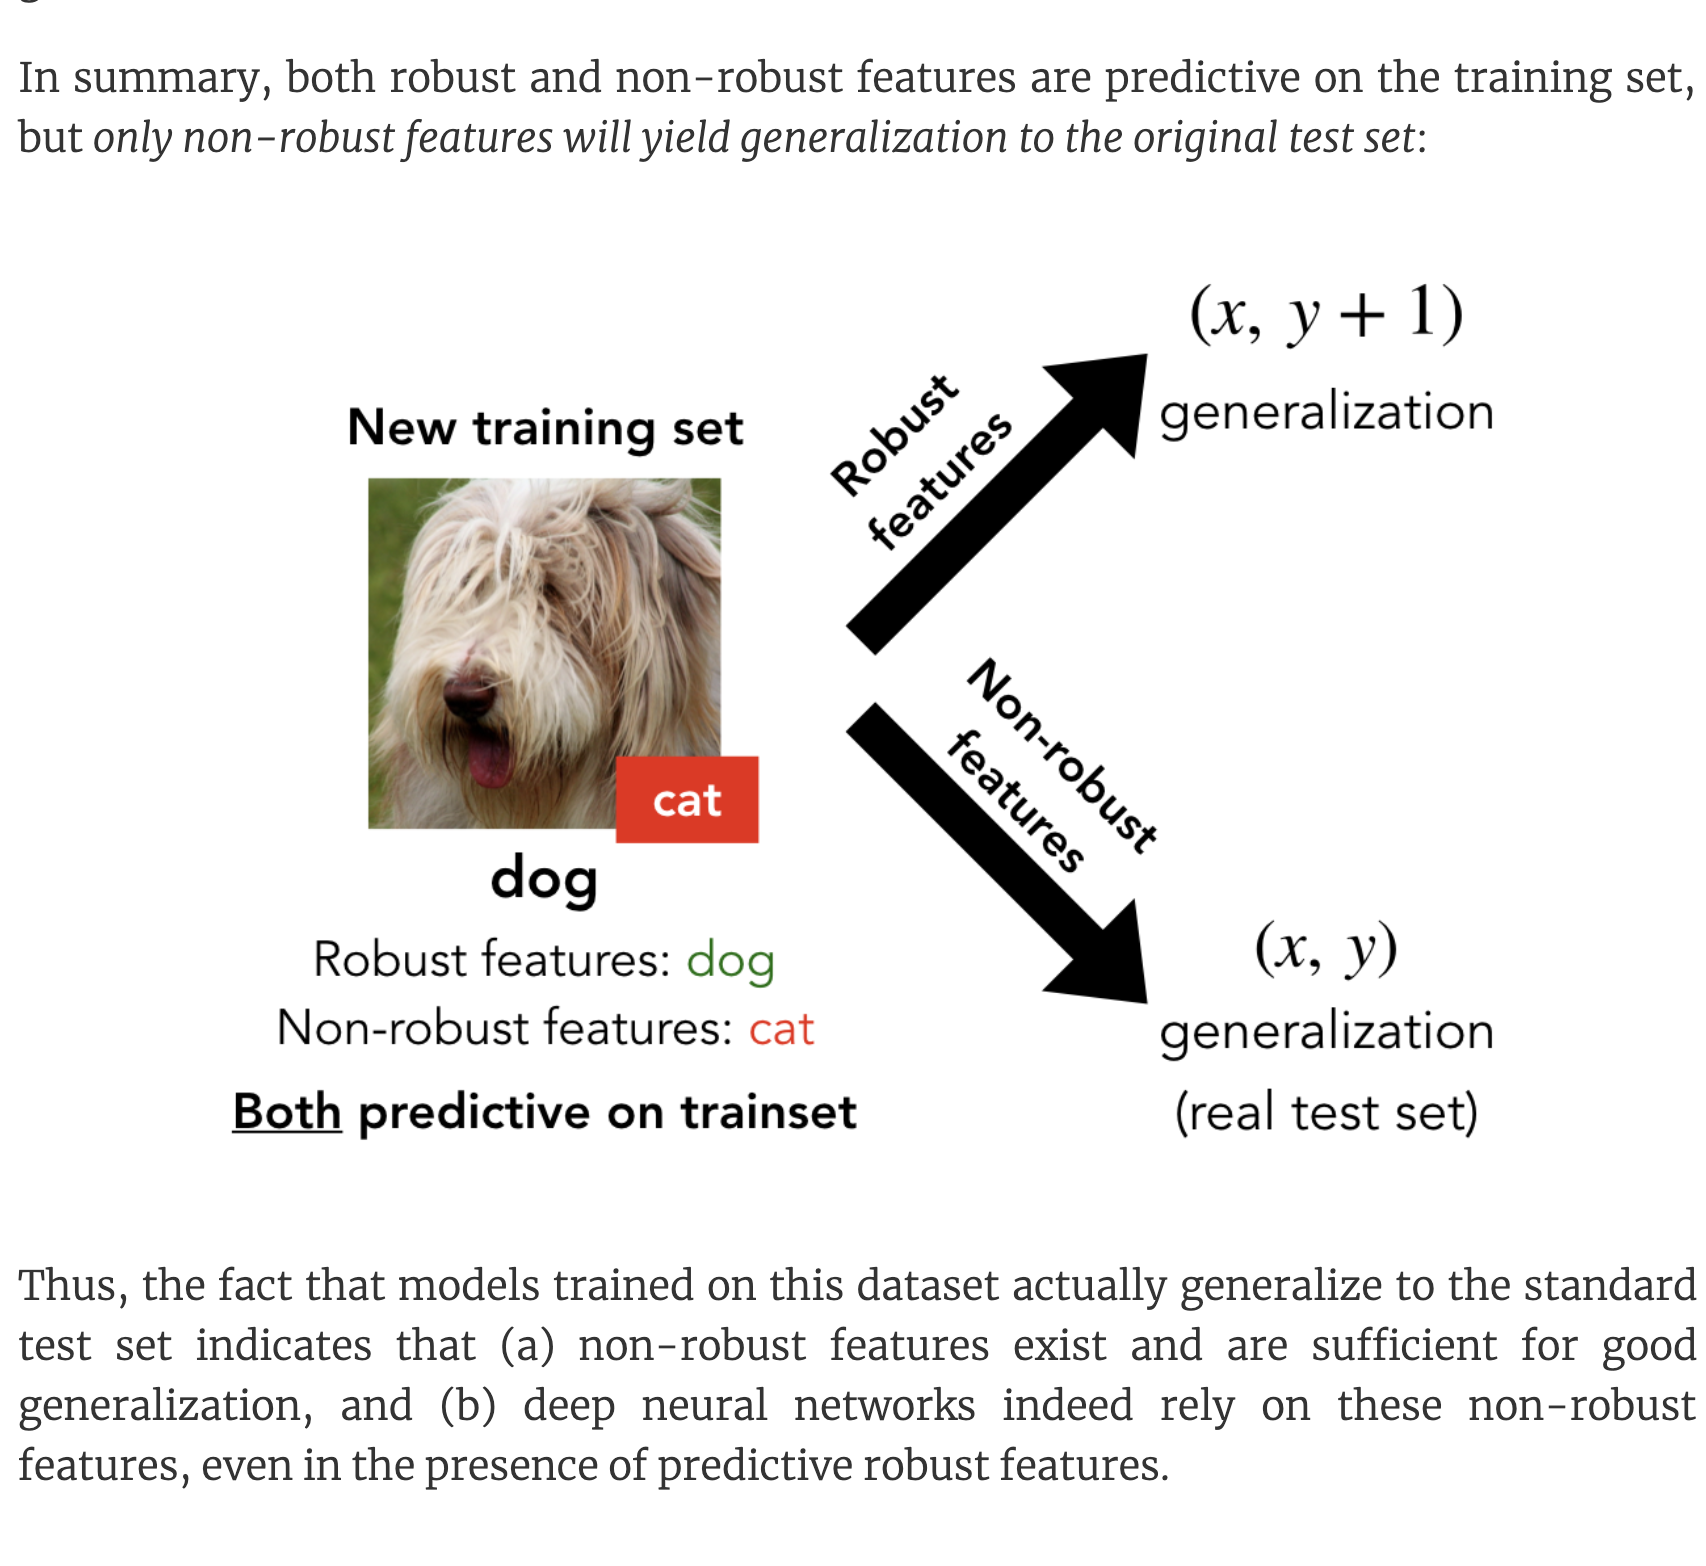 In summary, both robust and non-robust features are predictive on the training set,
but only non-robust features will yield generalization to the original test set:
(x, y + 1)
generalization
Robust
features
New training set
cat
dog
Robust features: dog
Non-robust features: cat
Both predictive on trainset
Non-robust
features
(x, y)
generalization
(real test set)
Thus, the fact that models trained on this dataset actually generalize to the standard
test set indicates that (a) non-robust features exist and are sufficient for good
generalization, and (b) deep neural networks indeed rely on these non-robust
features, even in the presence of predictive robust features.